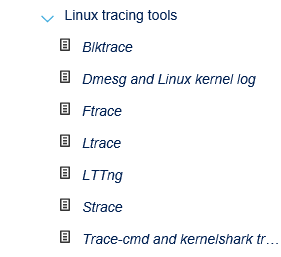 Linux tracing tools
Blktrace
Dmesg and Linux kernel log
Ftrace
Ltrace
LTTng
Strace
Trace-cmd and kernelshark tr…